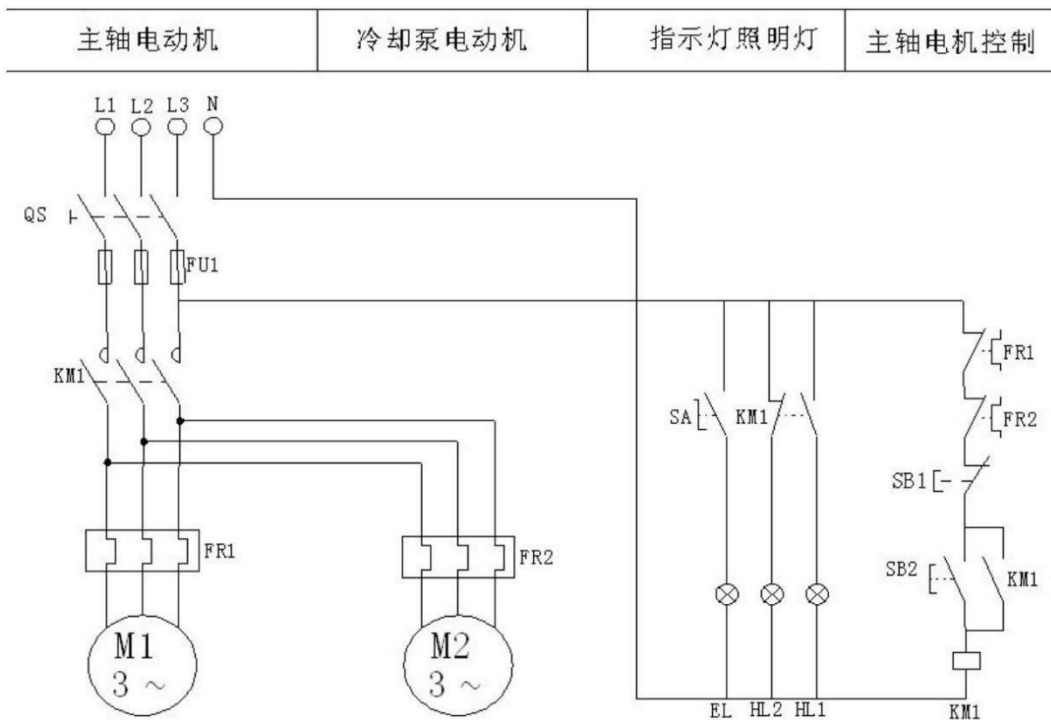 主轴电动机 冷却泵电动机 指示灯照明灯 主轴电机控制
L1 L2 L3 N
QS
FU1
FR1
KM1
SA KM1 FR2
SB1
FR1 FR2 SB2 KM1
M1 M2
3 ~ 3 ~
EL HL2 HL1 KM1